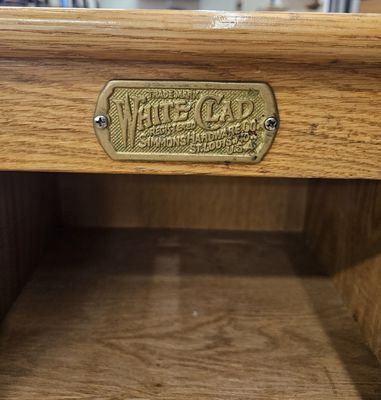 TRADE MARK
WHITE CLAD
REGISTERED
SIMMONS HARDWARE CO.
ST. LOUIS
U.S.A.